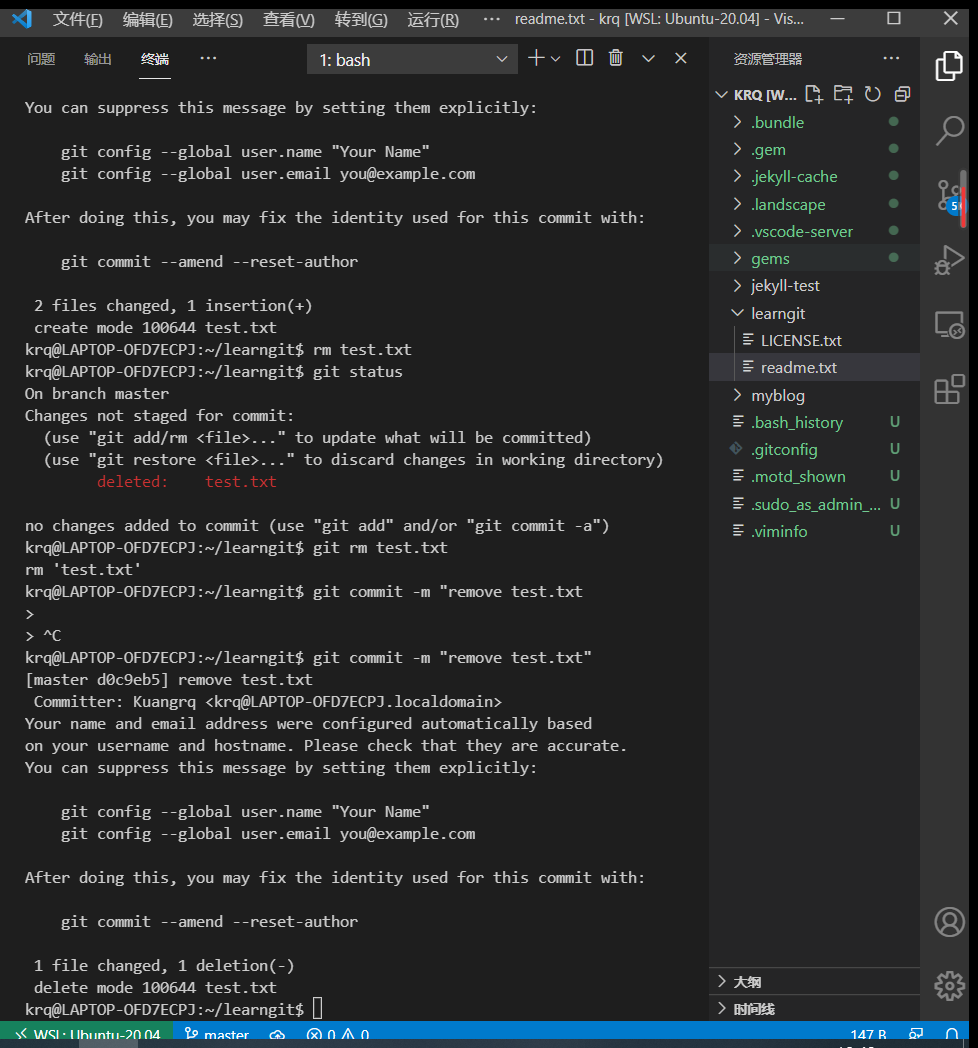 文件(F) 编辑(E) 选择(S) 查看(V) 转到(G) 运行(R) ··· readme.txt - krq [WSL: Ubuntu-20.04] - Vis...
问题 输出 终端 ··· 1: bash
You can suppress this message by setting them explicitly:
git config --global user.name "Your Name"
git config --global user.email you@example.com
After doing this, you may fix the identity used for this commit with:
git commit --amend --reset-author
2 files changed, 1 insertion(+)
create mode 100644 test.txt
krq@LAPTOP-OFD7ECPJ:~/learngit$ rm test.txt
krq@LAPTOP-OFD7ECPJ:~/learngit$ git status
On branch master
Changes not staged for commit:
(use "git add/rm <file>..." to update what will be committed)
(use "git restore <file>..." to discard changes in working directory)
deleted: test.txt
no changes added to commit (use "git add" and/or "git commit -a")
krq@LAPTOP-OFD7ECPJ:~/learngit$ git rm test.txt
rm 'test.txt'
krq@LAPTOP-OFD7ECPJ:~/learngit$ git commit -m "remove test.txt
>
> ^C
krq@LAPTOP-OFD7ECPJ:~/learngit$ git commit -m "remove test.txt"
[master d0c9eb5] remove test.txt
Committer: Kuangrq <krq@LAPTOP-OFD7ECPJ.localdomain>
Your name and email address were configured automatically based
on your username and hostname. Please check that they are accurate.
You can suppress this message by setting them explicitly:
git config --global user.name "Your Name"
git config --global user.email you@example.com
After doing this, you may fix the identity used for this commit with:
git commit --amend --reset-author
1 file changed, 1 deletion(-)
delete mode 100644 test.txt
krq@LAPTOP-OFD7ECPJ:~/learngit$
资源管理器 ···
KRQ [W...
.bundle
.gem
.jekyll-cache
.landscape
.vscode-server
gems
jekyll-test
learngit
LICENSE.txt
readme.txt
myblog
.bash_history U
.gitconfig U
.motd_shown U
.sudo_as_admin_... U
.viminfo U
大纲
时间线
5
WSL: Ubuntu-20.04 master 0 0 147 B